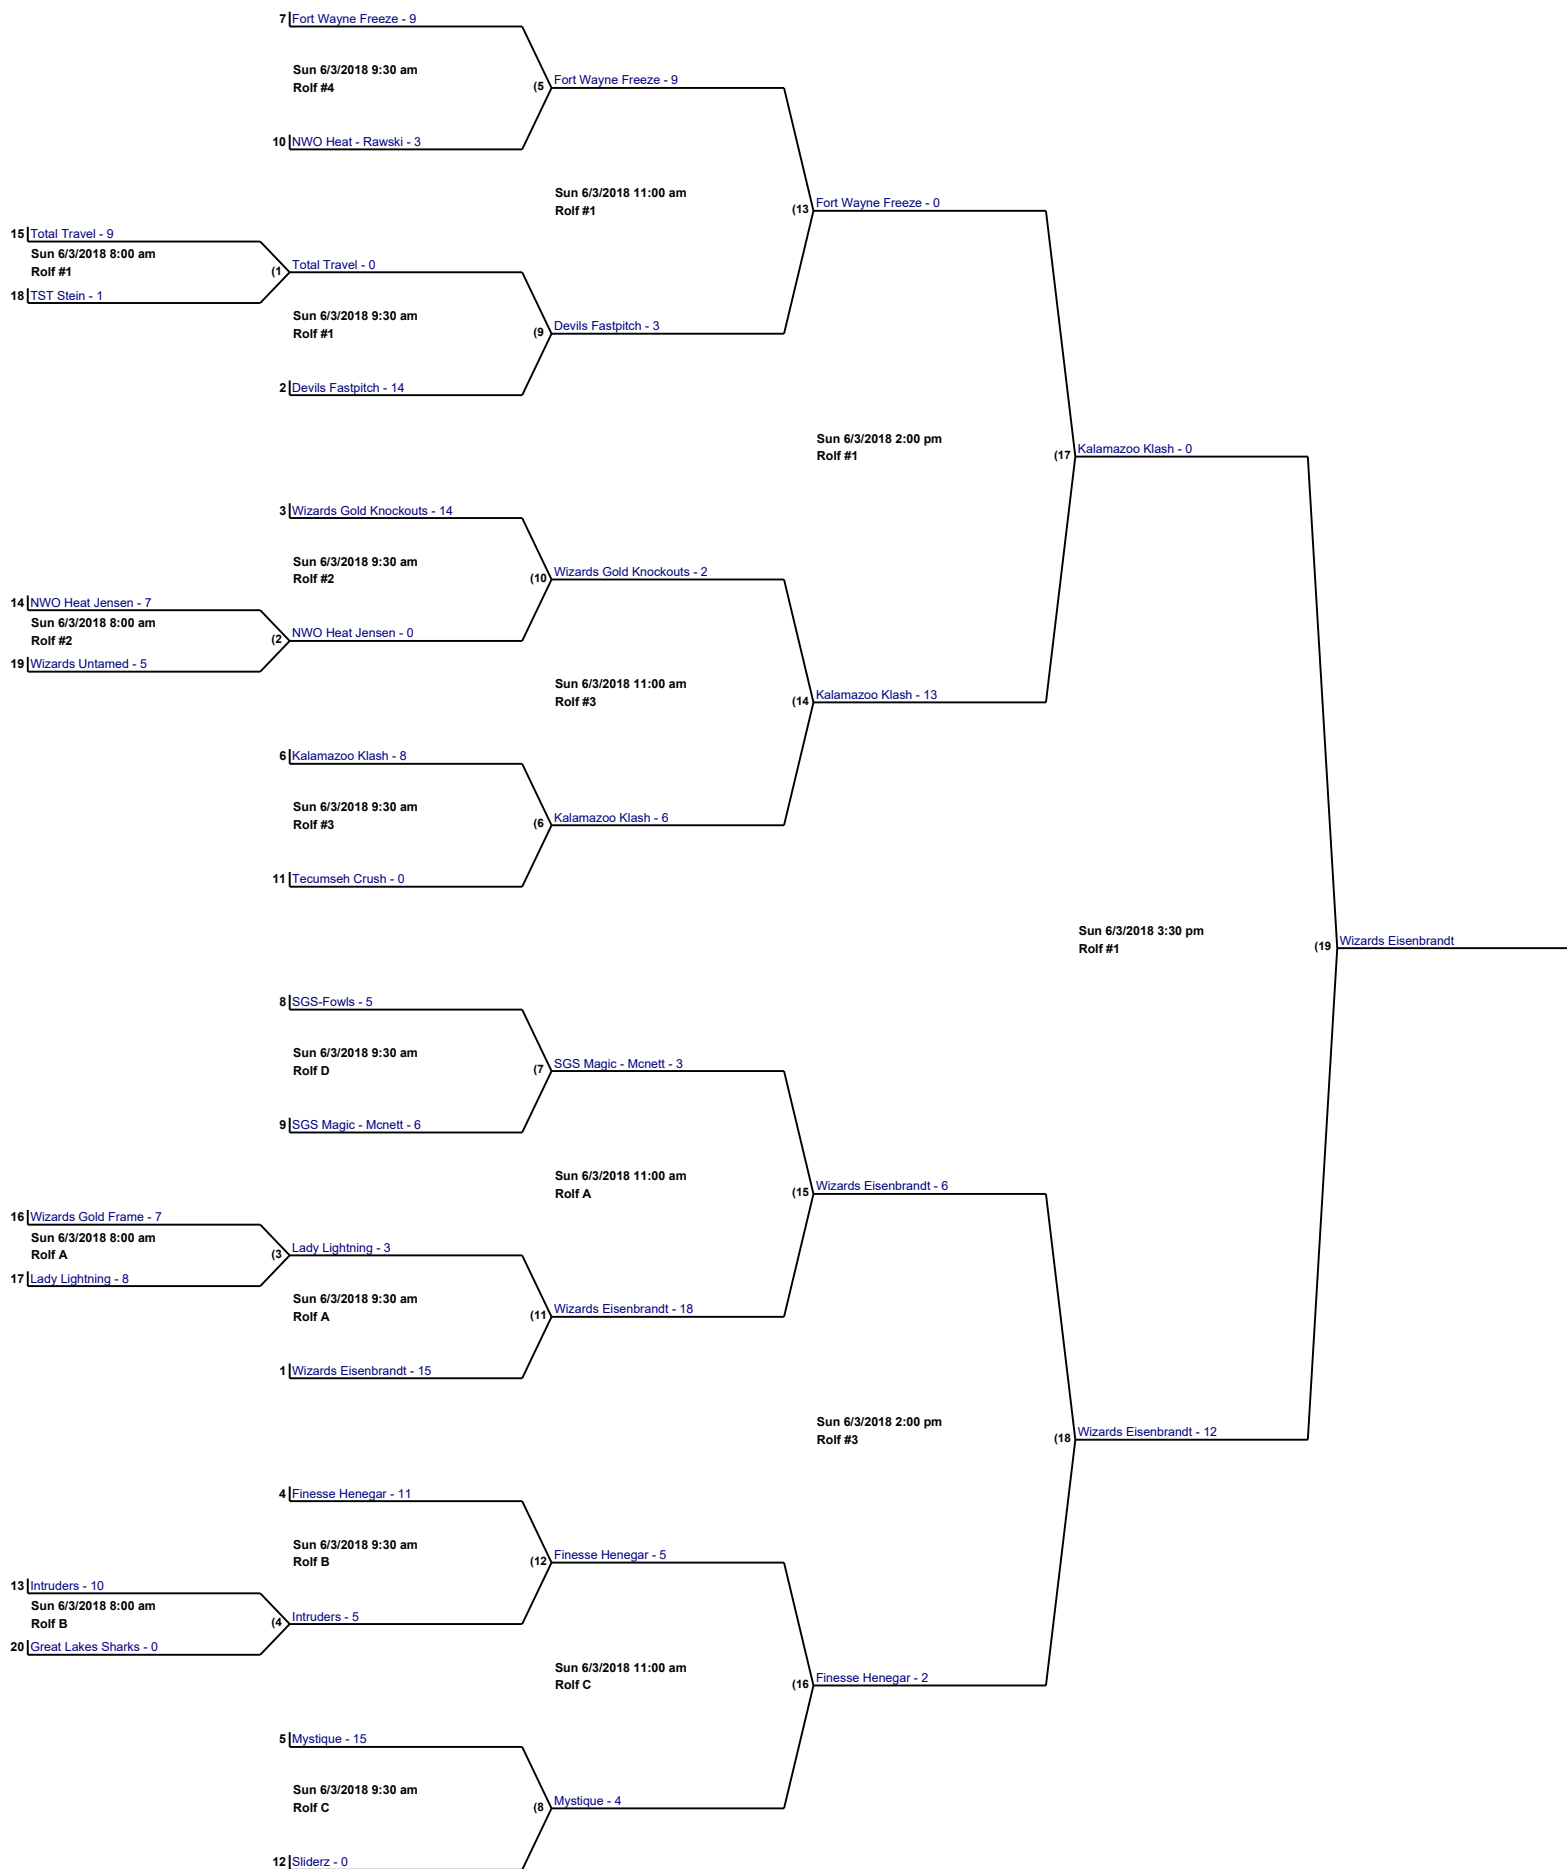 7 Fort Wayne Freeze - 9
Sun 6/3/2018 9:30 am
Rolf #4
(5 Fort Wayne Freeze - 9
10 NWO Heat - Rawski - 3
Sun 6/3/2018 11:00 am
Rolf #1
(13 Fort Wayne Freeze - 0
15 Total Travel - 9
Sun 6/3/2018 8:00 am
Rolf #1
(1 Total Travel - 0
18 TST Stein - 1
Sun 6/3/2018 9:30 am
Rolf #1
(9 Devils Fastpitch - 3
2 Devils Fastpitch - 14
Sun 6/3/2018 2:00 pm
Rolf #1
(17 Kalamazoo Klash - 0
3 Wizards Gold Knockouts - 14
Sun 6/3/2018 9:30 am
Rolf #2
(10 Wizards Gold Knockouts - 2
14 NWO Heat Jensen - 7
Sun 6/3/2018 8:00 am
Rolf #2
(2 NWO Heat Jensen - 0
19 Wizards Untamed - 5
Sun 6/3/2018 11:00 am
Rolf #3
(14 Kalamazoo Klash - 13
6 Kalamazoo Klash - 8
Sun 6/3/2018 9:30 am
Rolf #3
(6 Kalamazoo Klash - 6
11 Tecumseh Crush - 0
Sun 6/3/2018 3:30 pm
Rolf #1
(19 Wizards Eisenbrandt
8 SGS-Fowls - 5
Sun 6/3/2018 9:30 am
Rolf D
(7 SGS Magic - Mcnett - 3
9 SGS Magic - Mcnett - 6
Sun 6/3/2018 11:00 am
Rolf A
(15 Wizards Eisenbrandt - 6
16 Wizards Gold Frame - 7
Sun 6/3/2018 8:00 am
Rolf A
(3 Lady Lightning - 3
17 Lady Lightning - 8
Sun 6/3/2018 9:30 am
Rolf A
(11 Wizards Eisenbrandt - 18
1 Wizards Eisenbrandt - 15
Sun 6/3/2018 2:00 pm
Rolf #3
(18 Wizards Eisenbrandt - 12
4 Finesse Henegar - 11
Sun 6/3/2018 9:30 am
Rolf B
(12 Finesse Henegar - 5
13 Intruders - 10
Sun 6/3/2018 8:00 am
Rolf B
(4 Intruders - 5
20 Great Lakes Sharks - 0
Sun 6/3/2018 11:00 am
Rolf C
(16 Finesse Henegar - 2
5 Mystique - 15
Sun 6/3/2018 9:30 am
Rolf C
(8 Mystique - 4
12 Sliderz - 0